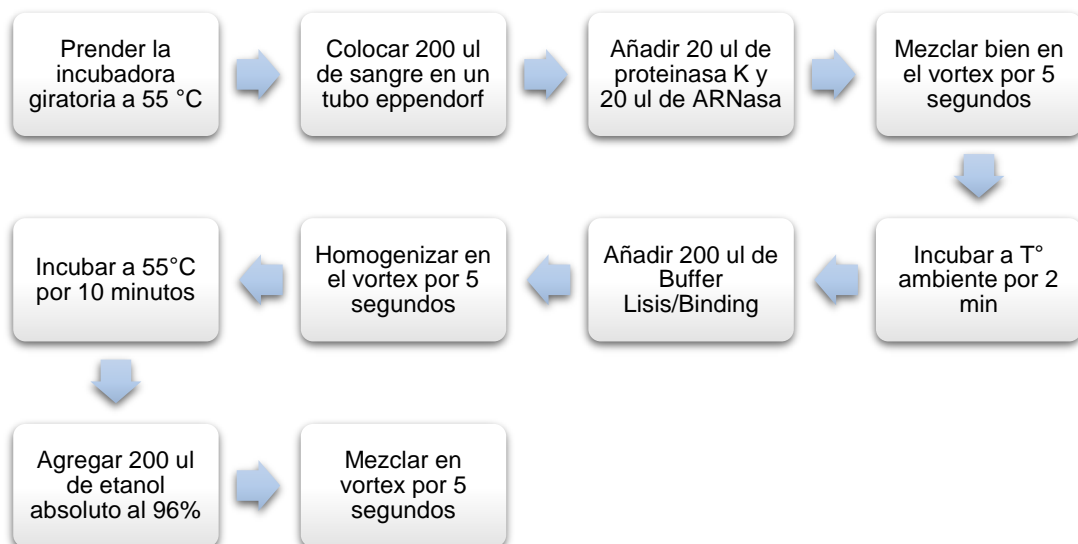 Prender la
incubadora
giratoria a 55 °C
Colocar 200 ul
de sangre en un
tubo eppendorf
Añadir 20 ul de
proteinasa K y
20 ul de ARNasa
Mezclar bien en
el vortex por 5
segundos
Incubar a T°
ambiente por 2
min
Añadir 200 ul de
Buffer
Lisis/Binding
Homogenizar en
el vortex por 5
segundos
Incubar a 55°C
por 10 minutos
Agregar 200 ul
de etanol
absoluto al 96%
Mezclar en
vortex por 5
segundos